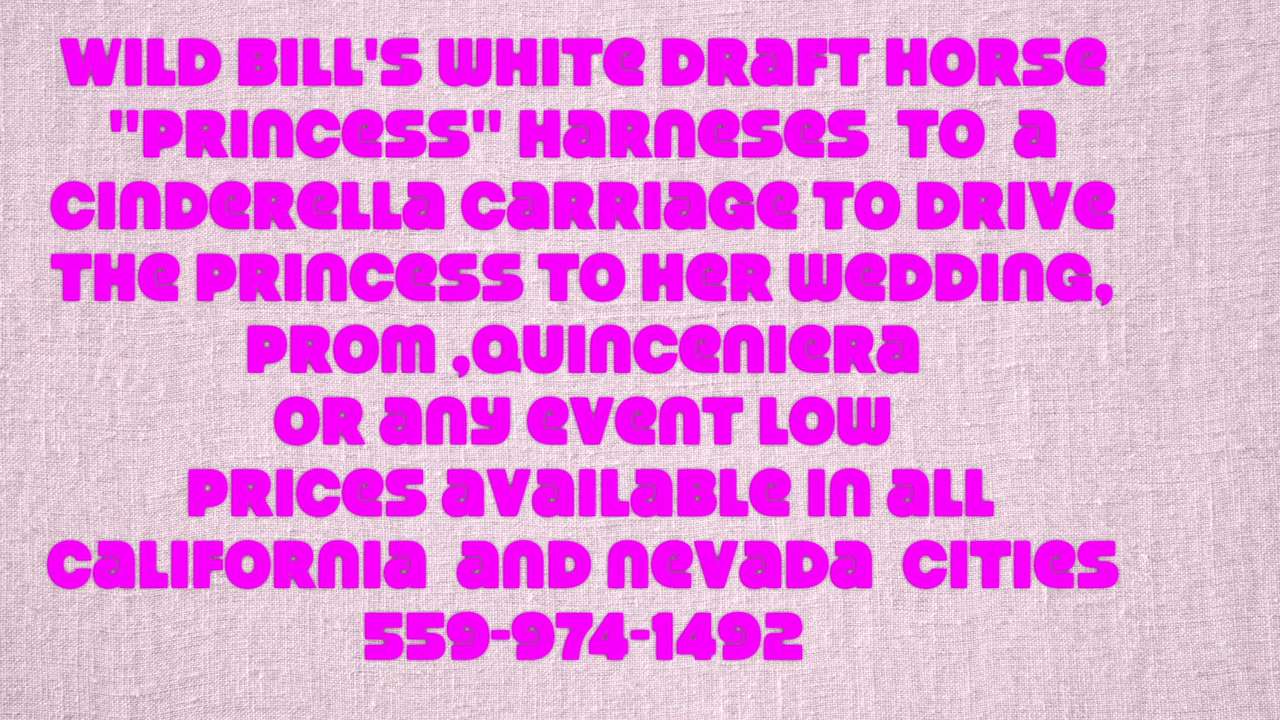 WILD BILL'S WHITE DRAFT HORSE
"PRINCESS" HARNESES TO A
CINDERELLA CARRIAGE TO DRIVE
THE PRINCESS TO HER WEDDING,
PROM ,QUINCENIERA
OR ANY EVENT LOW
PRICES AVAILABLE IN ALL
CALIFORNIA AND NEVADA CITIES
559-974-1492